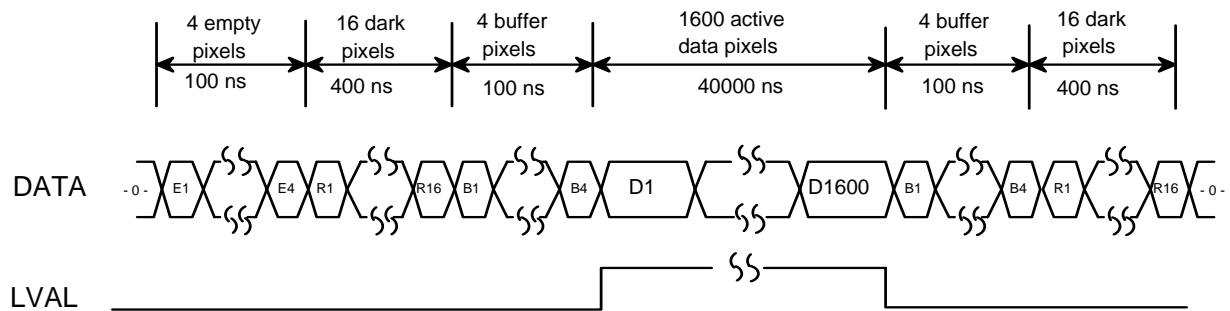 4 empty
pixels
100 ns
16 dark
pixels
400 ns
4 buffer
pixels
100 ns
1600 active
data pixels
40000 ns
4 buffer
pixels
100 ns
16 dark
pixels
400 ns
DATA
- 0 - E1 E4 R1 R16 B1 B4 D1 D1600 B1 B4 R1 R16 - 0 -
LVAL